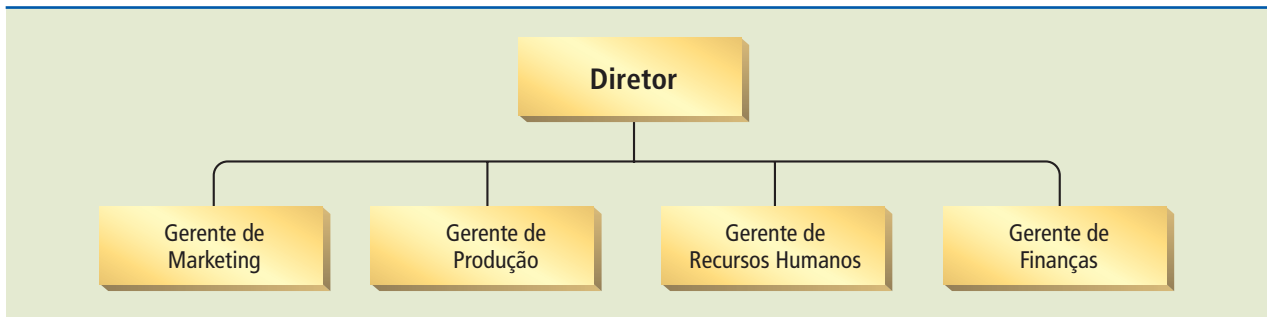 Diretor
Gerente de
Marketing
Gerente de
Produção
Gerente de
Recursos Humanos
Gerente de
Finanças